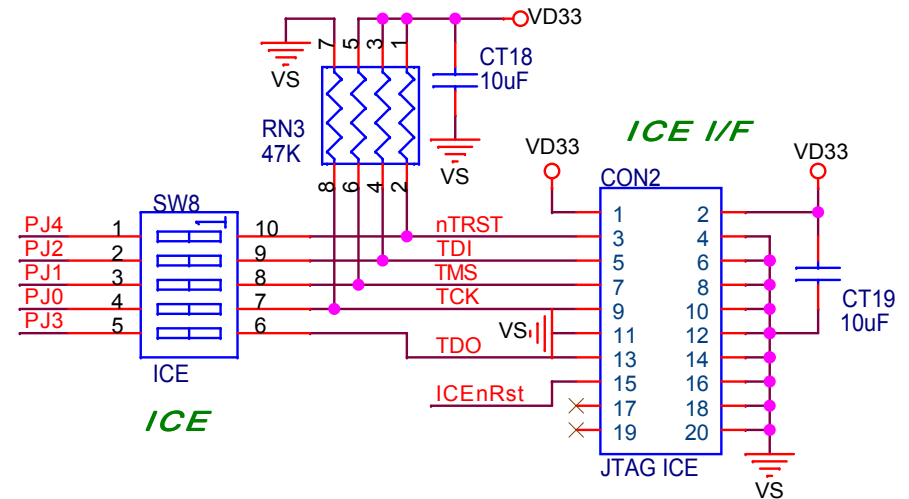 VD33
7 5 3 1
VS
CT18
10uF
RN3
47K
VS
8 6 4 2
ICE I/F
VD33
VD33
CON2
SW8
1
PJ4 1 10 nTRST
PJ2 2 9 TDI
PJ1 3 8 TMS
PJ0 4 7 TCK
PJ3 5 6 TDO
ICE
ICE
VS
ICEnRst
1 2
3 4
5 6
7 8
9 10
11 12
13 14
15 16
17 18
19 20
JTAG ICE
CT19
10uF
VS